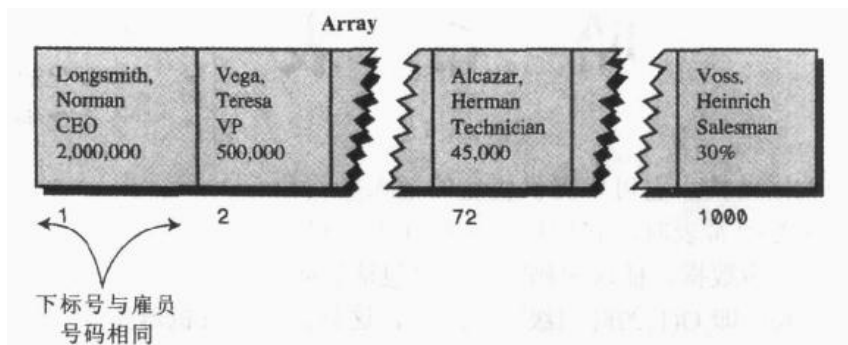 Array
Longsmith,
Norman
CEO
2,000,000
Vega,
Teresa
VP
500,000
Alcazar,
Herman
Technician
45,000
Voss,
Heinrich
Salesman
30%
1
2
72
1000
下标号与雇员
号码相同